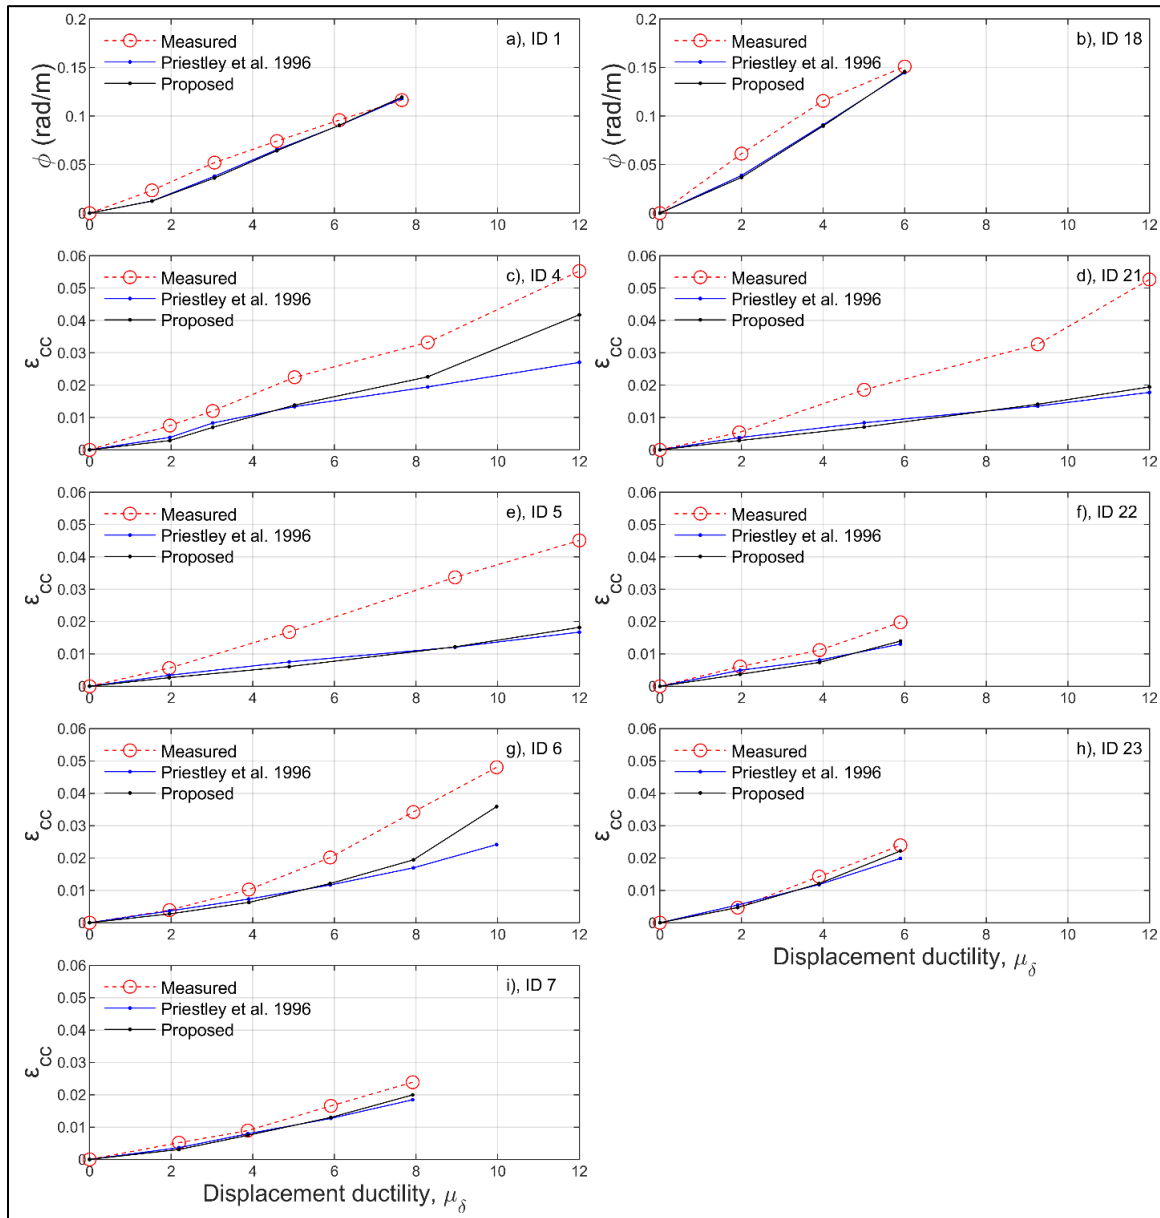 0.2
0.15
0.1
0.05
0
ϕ (rad/m)
Measured
Priestley et al. 1996
Proposed
a), ID 1
0 2 4 6 8 10 12
0.2
0.15
0.1
0.05
0
ϕ (rad/m)
Measured
Priestley et al. 1996
Proposed
b), ID 18
0 2 4 6 8 10 12
0.06
0.05
0.04
0.03
0.02
0.01
0
εcc
Measured
Priestley et al. 1996
Proposed
c), ID 4
0 2 4 6 8 10 12
0.06
0.05
0.04
0.03
0.02
0.01
0
εcc
Measured
Priestley et al. 1996
Proposed
d), ID 21
0 2 4 6 8 10 12
0.06
0.05
0.04
0.03
0.02
0.01
0
εcc
Measured
Priestley et al. 1996
Proposed
e), ID 5
0 2 4 6 8 10 12
0.06
0.05
0.04
0.03
0.02
0.01
0
εcc
Measured
Priestley et al. 1996
Proposed
f), ID 22
0 2 4 6 8 10 12
0.06
0.05
0.04
0.03
0.02
0.01
0
εcc
Measured
Priestley et al. 1996
Proposed
g), ID 6
0 2 4 6 8 10 12
0.06
0.05
0.04
0.03
0.02
0.01
0
εcc
Measured
Priestley et al. 1996
Proposed
h), ID 23
0 2 4 6 8 10 12
Displacement ductility, μδ
0.06
0.05
0.04
0.03
0.02
0.01
0
εcc
Measured
Priestley et al. 1996
Proposed
i), ID 7
0 2 4 6 8 10 12
Displacement ductility, μδ